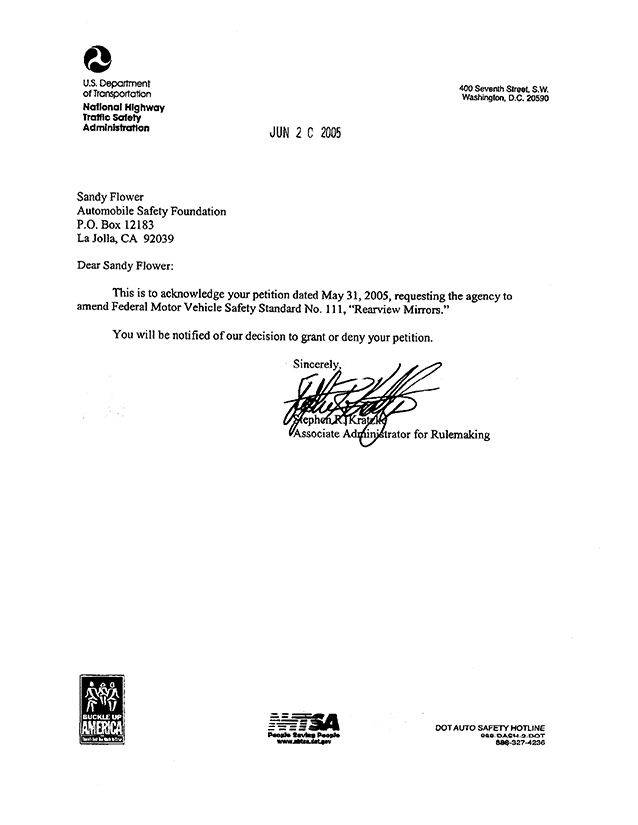 U.S. Department
of Transportation
National Highway
Traffic Safety
Administration
400 Seventh Street, S.W.
Washington, D.C. 20590
JUN 2 C 2005
Sandy Flower
Automobile Safety Foundation
P.O. Box 12183
La Jolla, CA 92039
Dear Sandy Flower:
This is to acknowledge your petition dated May 31, 2005, requesting the agency to
amend Federal Motor Vehicle Safety Standard No. 111, “Rearview Mirrors.”
You will be notified of our decision to grant or deny your petition.
Sincerely,
Stephen R. Kratzke
Associate Administrator for Rulemaking
BUCKLE UP
AMERICA
NHTSA
People Saving People
www.nhtsa.dot.gov
DOT AUTO SAFETY HOTLINE
888-DASH-2-DOT
888-327-4236